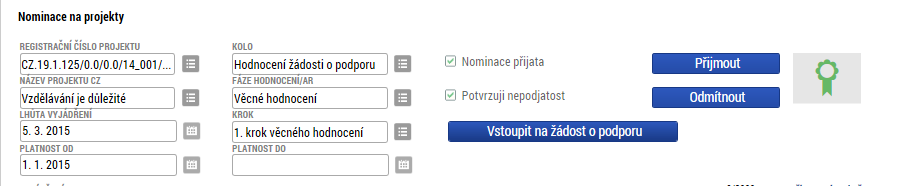 Nominace na projekty
REGISTRAČNÍ ČÍSLO PROJEKTU
CZ.19.1.125/0.0/0.0/14_001/...
NÁZEV PROJEKTU CZ
Vzdělávání je důležité
LHŮTA VYJÁDŘENÍ
5. 3. 2015
PLATNOST OD
1. 1. 2015
KOLO
Hodnocení žádosti o podporu
FÁZE HODNOCENÍ/AR
Věcné hodnocení
KROK
1. krok věcného hodnocení
PLATNOST DO
Nominace přijata
Potvrzuji nepodjatost
Přijmout
Odmítnout
Vstoupit na žádost o podporu